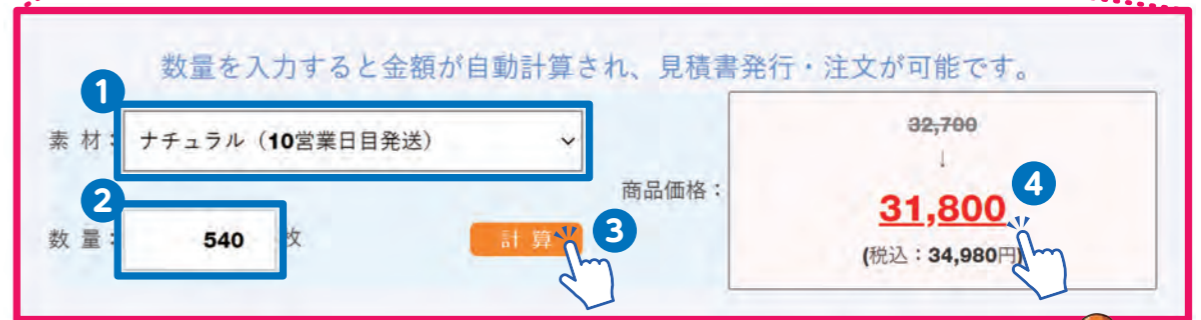 数量を入力すると金額が自動計算され、見積書発行・注文が可能です。
1
素 材： ナチュラル（10営業日目発送）
2
数 量： 540 枚
計 算
3
商品価格：
32,700
↓
31,800
4
(税込：34,980円)